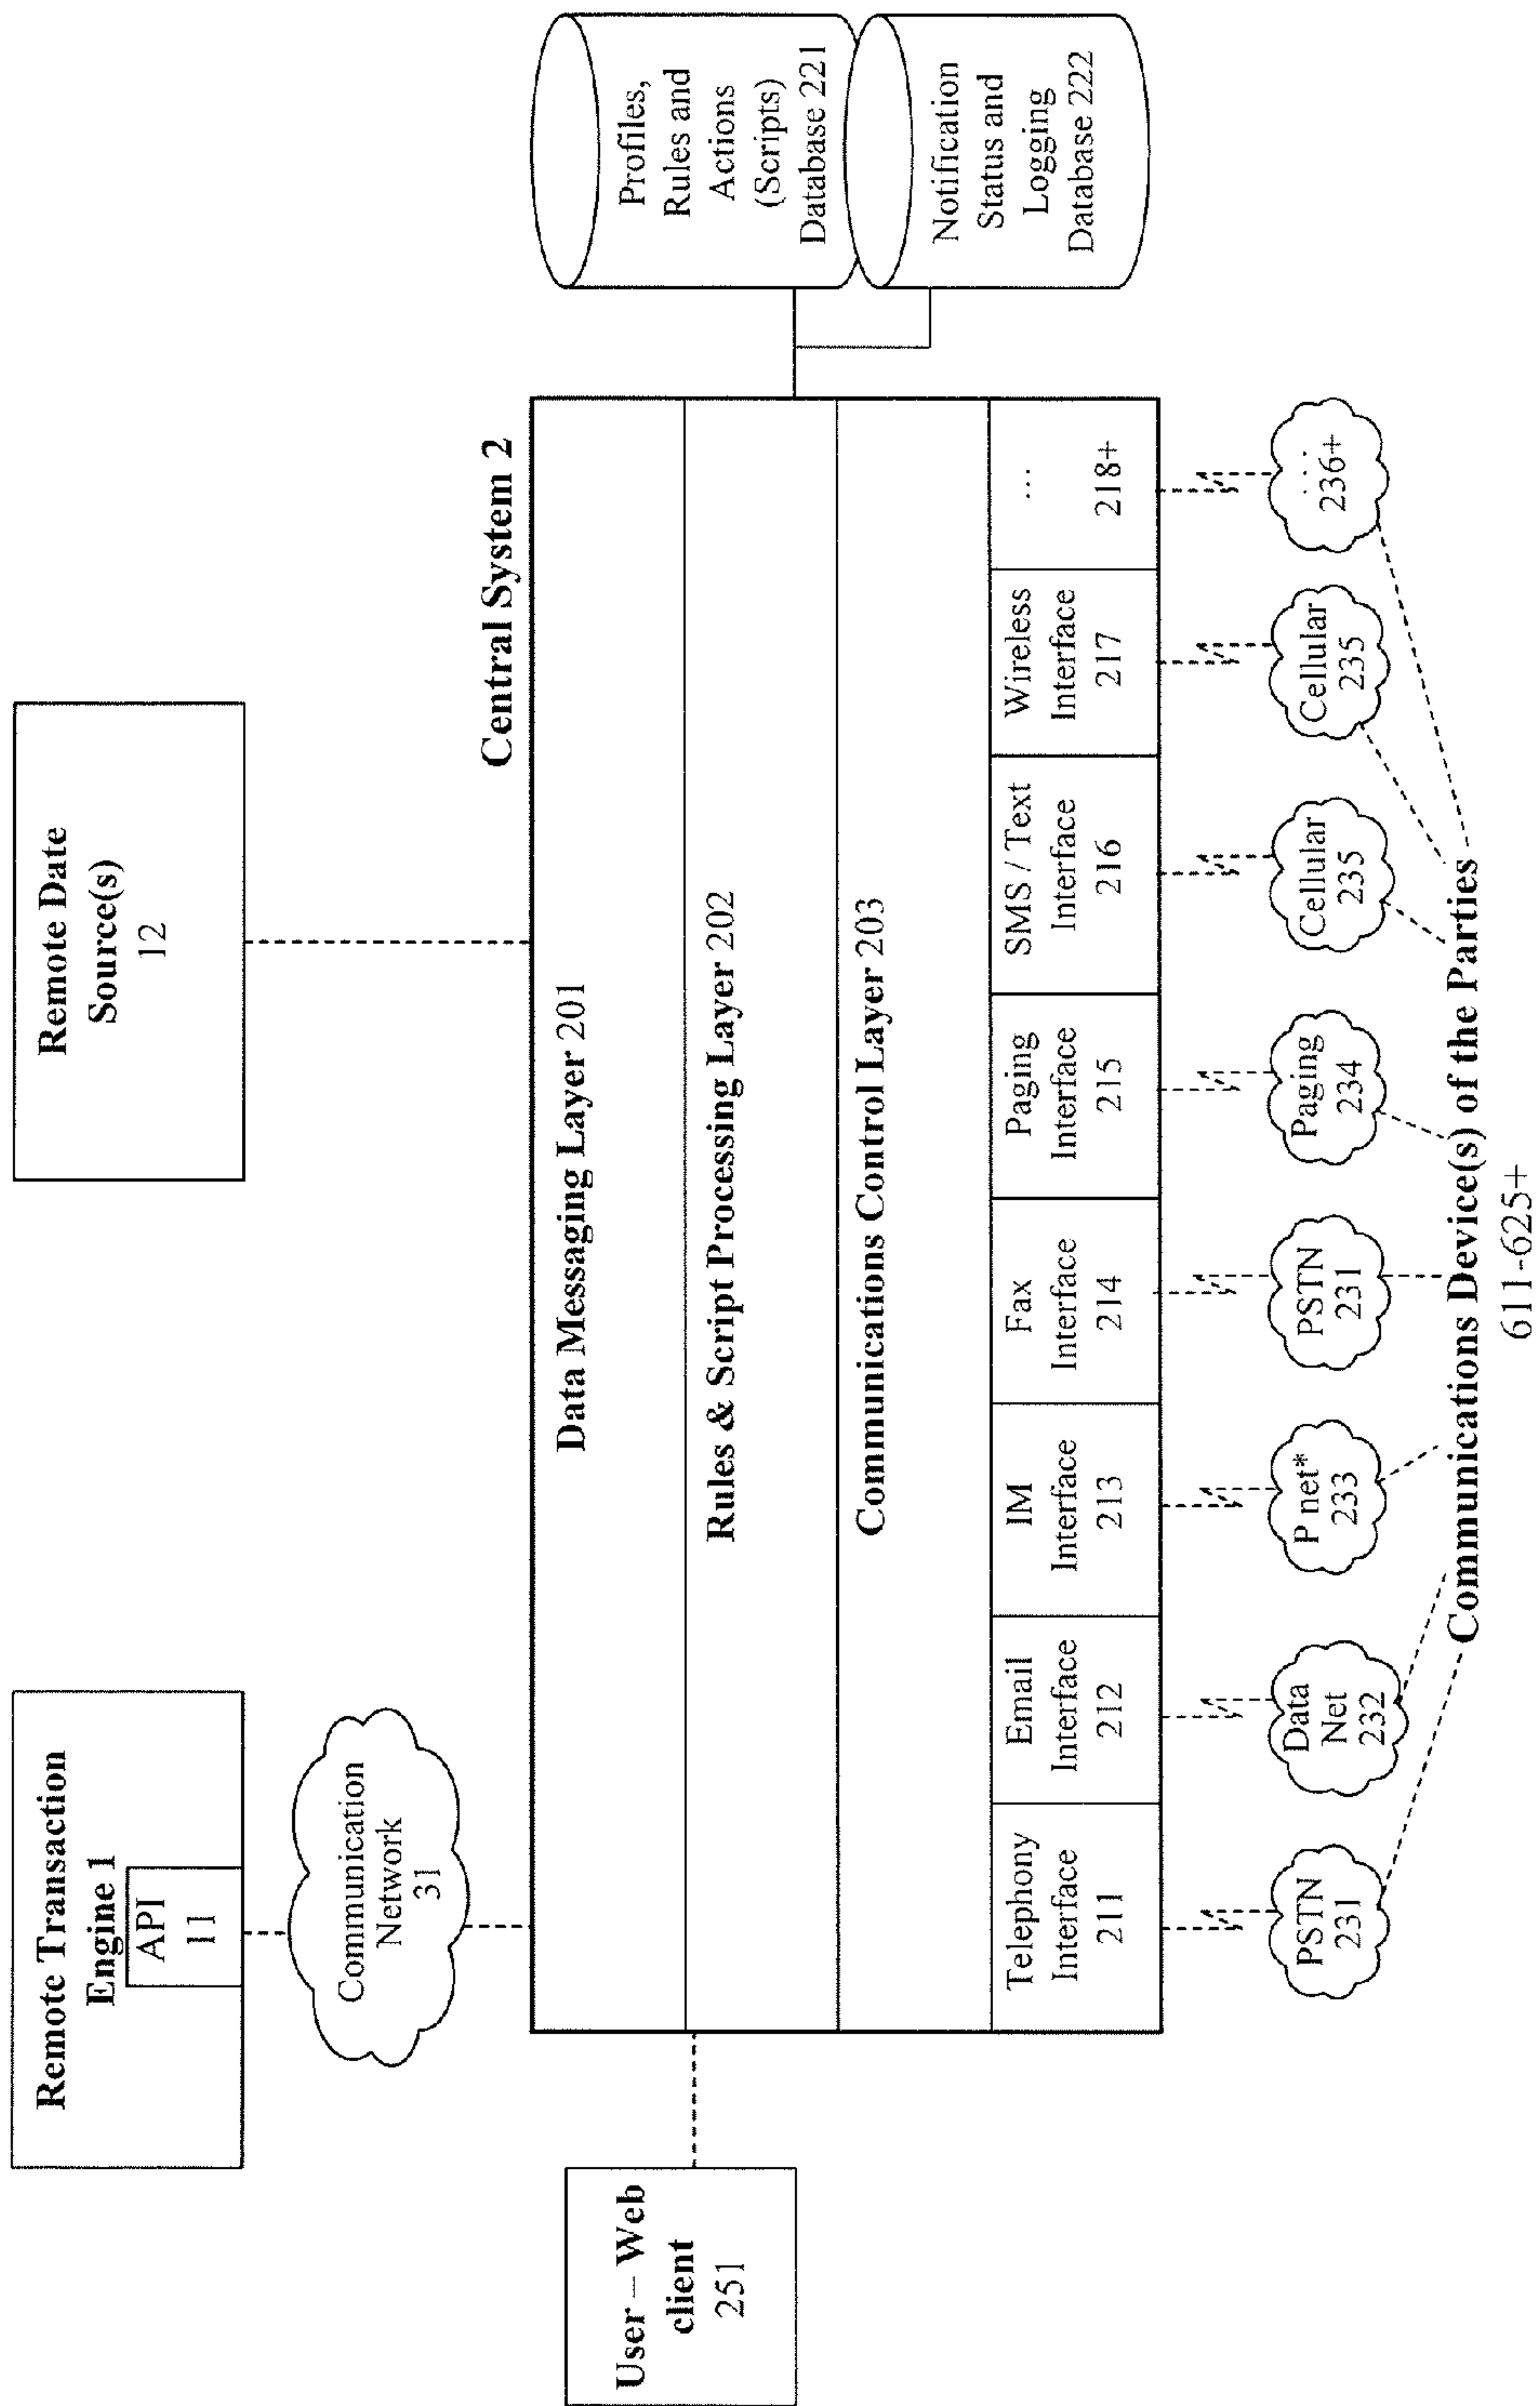 Remote Transaction
Engine 1
API
11
Remote Date
Source(s)
12
Communication
Network
31
Central System 2
User – Web
client
251
Data Messaging Layer 201
Rules & Script Processing Layer 202
Communications Control Layer 203
Telephony
Interface
211
Email
Interface
212
IM
Interface
213
Fax
Interface
214
Paging
Interface
215
SMS / Text
Interface
216
Wireless
Interface
217
...
218+
Profiles,
Rules and
Actions
(Scripts)
Database 221
Notification
Status and
Logging
Database 222
PSTN
231
Data
Net
232
P net*
233
PSTN
231
Paging
234
Cellular
235
Cellular
235
...
236+
Communications Device(s) of the Parties
611-625+